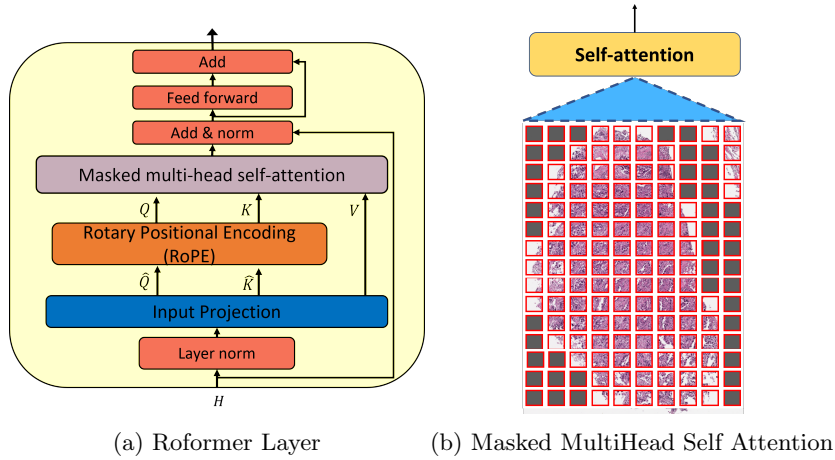 Add
Feed forward
Add & norm
Masked multi-head self-attention
Q
K
V
Rotary Positional Encoding
(RoPE)
Q̂
K̂
Input Projection
Layer norm
H
(a) Roformer Layer
Self-attention
(b) Masked MultiHead Self Attention